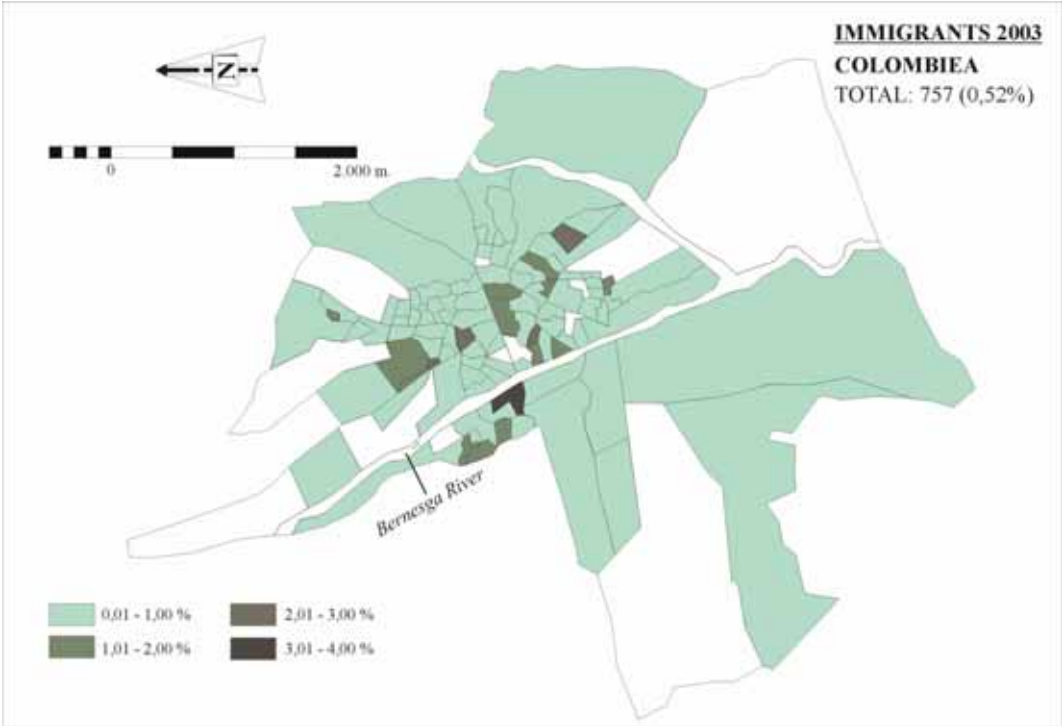 IMMIGRANTS 2003
COLOMBIEA
TOTAL: 757 (0,52%)
N
0
2.000 m.
Bernesga River
0,01 - 1,00 %
1,01 - 2,00 %
2,01 - 3,00 %
3,01 - 4,00 %